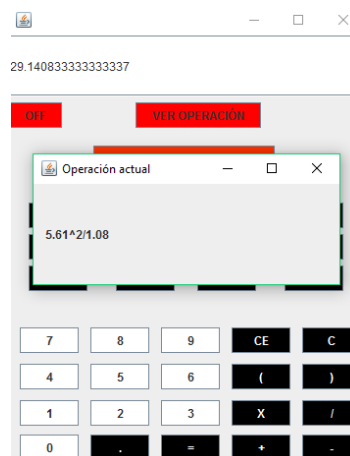 29.140833333333337
OFF VER OPERACIÓN
Operación actual
5.61^2/1.08
7 8 9 CE C
4 5 6 ( )
1 2 3 X /
0 . = + -